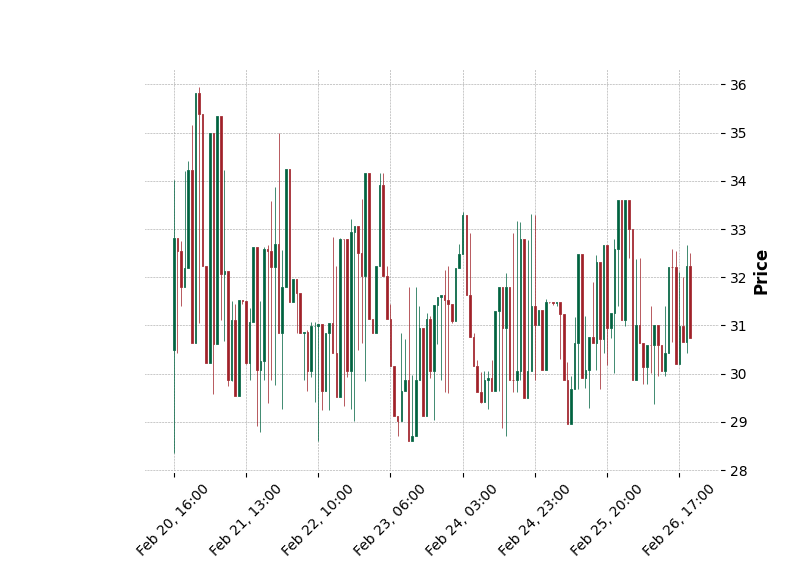 36
35
34
33
32
31
30
29
28
Price
Feb 20, 16:00
Feb 21, 13:00
Feb 22, 10:00
Feb 23, 06:00
Feb 24, 03:00
Feb 24, 23:00
Feb 25, 20:00
Feb 26, 17:00